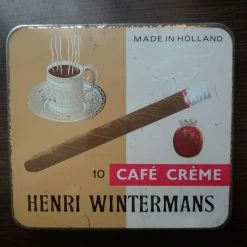 MADE IN HOLLAND
10 CAFÉ CRÈME
HENRI WINTERMANS